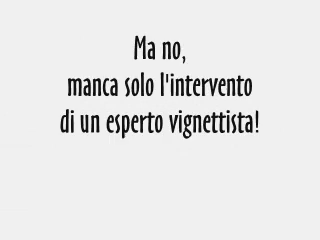 Ma no,
manca solo l'intervento
di un esperto vignettista!